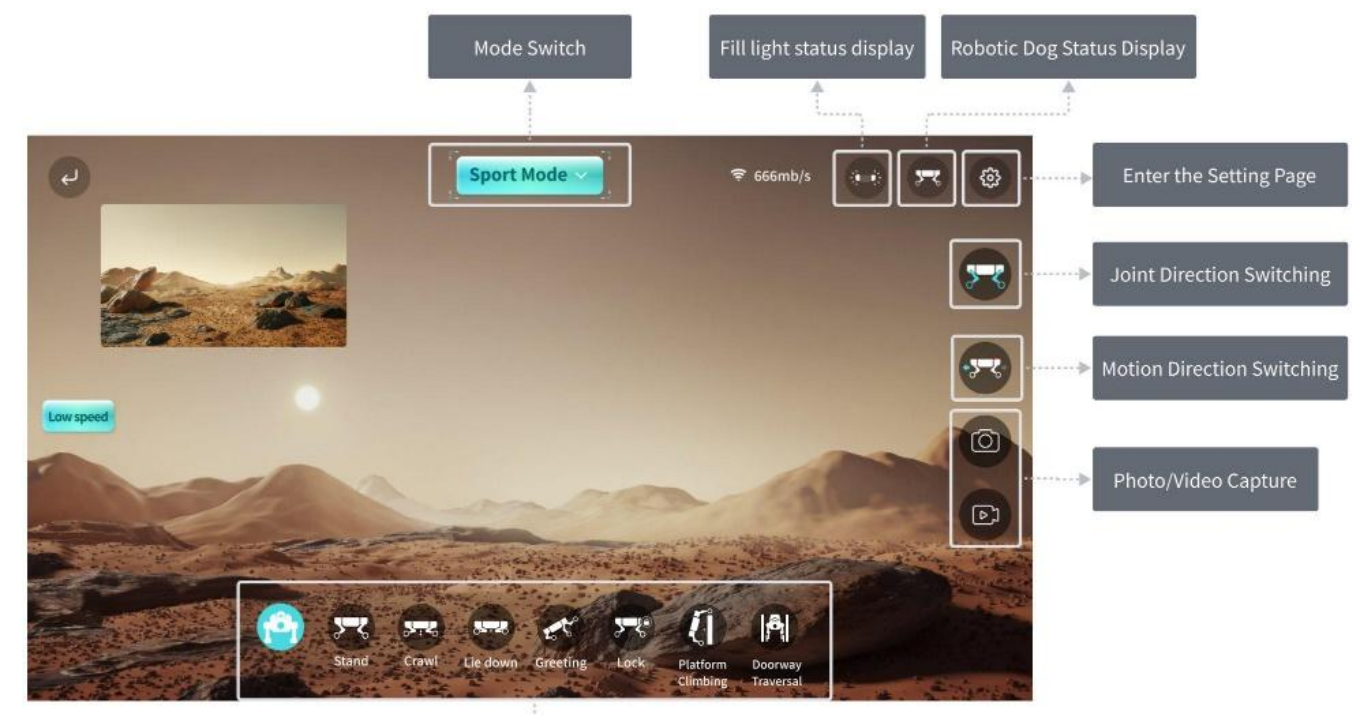 Mode Switch
Fill light status display
Robotic Dog Status Display
Sport Mode
666mb/s
Enter the Setting Page
Joint Direction Switching
Motion Direction Switching
Low speed
Photo/Video Capture
Stand
Crawl
Lie down
Greeting
Lock
Platform
Climbing
Doorway
Traversal